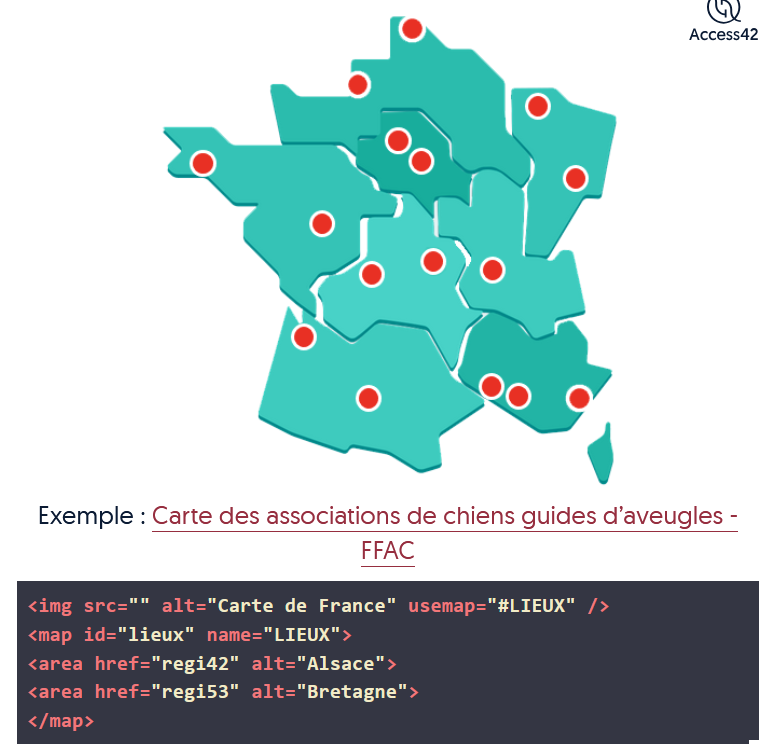 Access42
Exemple : Carte des associations de chiens guides d’aveugles -
FFAC
<img src="" alt="Carte de France" usemap="#LIEUX" />
<map id="lieux" name="LIEUX">
<area href="regi42" alt="Alsace">
<area href="regi53" alt="Bretagne">
</map>